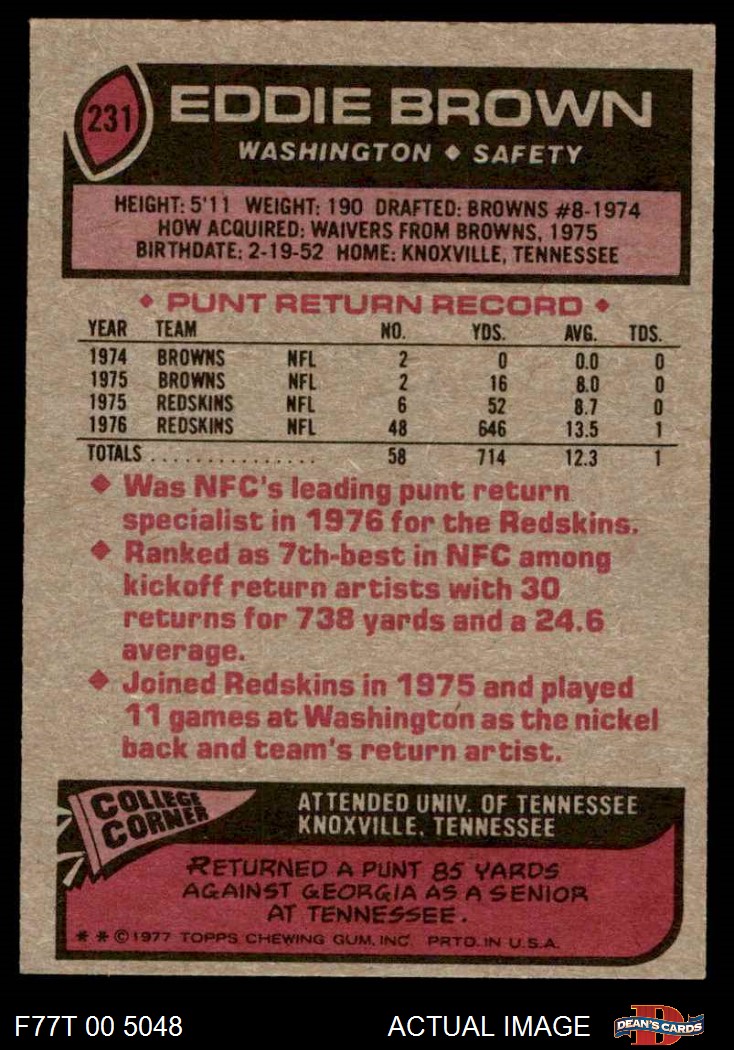 231
EDDIE BROWN
WASHINGTON ◆ SAFETY
HEIGHT: 5'11 WEIGHT: 190 DRAFTED: BROWNS #8-1974
HOW ACQUIRED: WAIVERS FROM BROWNS, 1975
BIRTHDATE: 2-19-52 HOME: KNOXVILLE, TENNESSEE
◆ PUNT RETURN RECORD ◆
YEAR TEAM NO. YDS. AVG. TDS.
1974 BROWNS NFL 2 0 0.0 0
1975 BROWNS NFL 2 16 8.0 0
1975 REDSKINS NFL 6 52 8.7 0
1976 REDSKINS NFL 48 646 13.5 1
TOTALS ................ 58 714 12.3 1
◆ Was NFC's leading punt return
specialist in 1976 for the Redskins.
◆ Ranked as 7th-best in NFC among
kickoff return artists with 30
returns for 738 yards and a 24.6
average.
◆ Joined Redskins in 1975 and played
11 games at Washington as the nickel
back and team's return artist.
COLLEGE
CORNER
ATTENDED UNIV. OF TENNESSEE
KNOXVILLE, TENNESSEE
RETURNED A PUNT 85 YARDS
AGAINST GEORGIA AS A SENIOR
AT TENNESSEE.
* * © 1977 TOPPS CHEWING GUM, INC. PRTD. IN U.S.A.
F77T 00 5048
ACTUAL IMAGE
DEAN'S CARDS